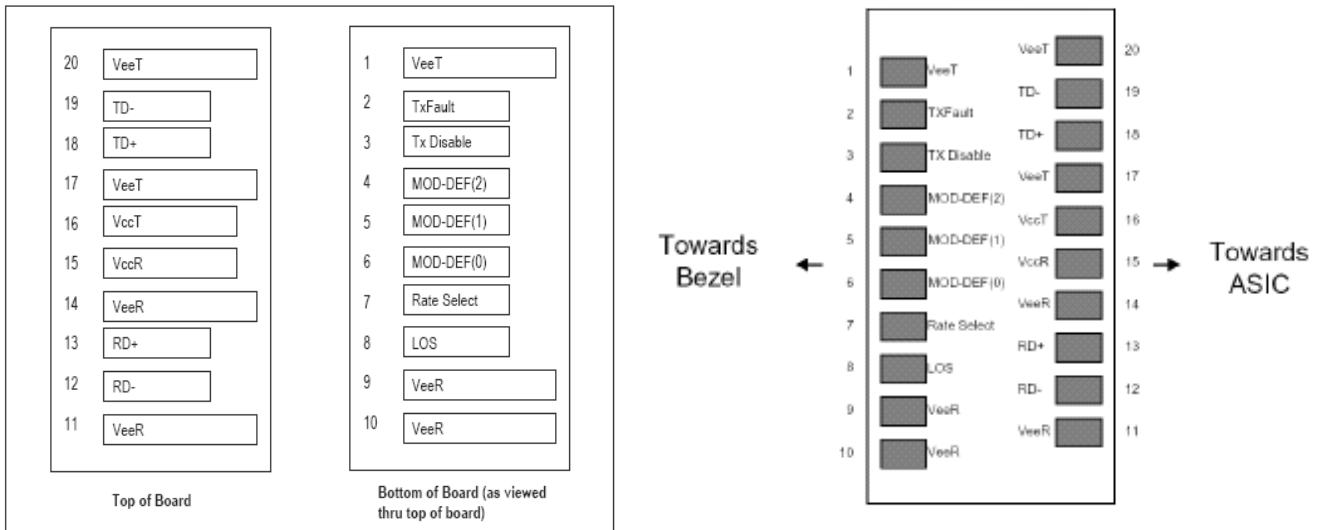 20 VeeT
19 TD-
18 TD+
17 VeeT
16 VccT
15 VccR
14 VeeR
13 RD+
12 RD-
11 VeeR
Top of Board
1 VeeT
2 TxFault
3 Tx Disable
4 MOD-DEF(2)
5 MOD-DEF(1)
6 MOD-DEF(0)
7 Rate Select
8 LOS
9 VeeR
10 VeeR
Bottom of Board (as viewed
thru top of board)
Towards
Bezel
1 VeeT
2 TXFault
3 TX Disable
4 MOD-DEF(2)
5 MOD-DEF(1)
6 MOD-DEF(0)
7 Rate Select
8 LOS
9 VeeR
10 VeeR
VeeT 20
TD- 19
TD+ 18
VeeT 17
VccT 16
VccR 15
VeeR 14
RD+ 13
RD- 12
VeeR 11
Towards
ASIC